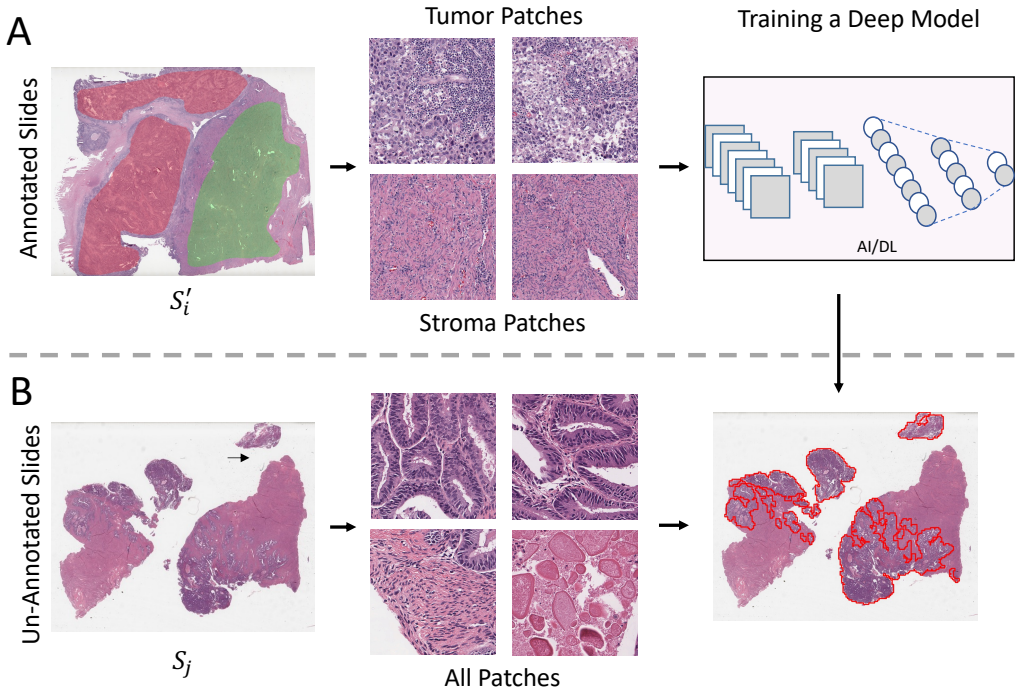 A
Tumor Patches
Training a Deep Model
Annotated Slides
AI/DL
S′ᵢ
Stroma Patches
B
Un-Annotated Slides
Sⱼ
All Patches